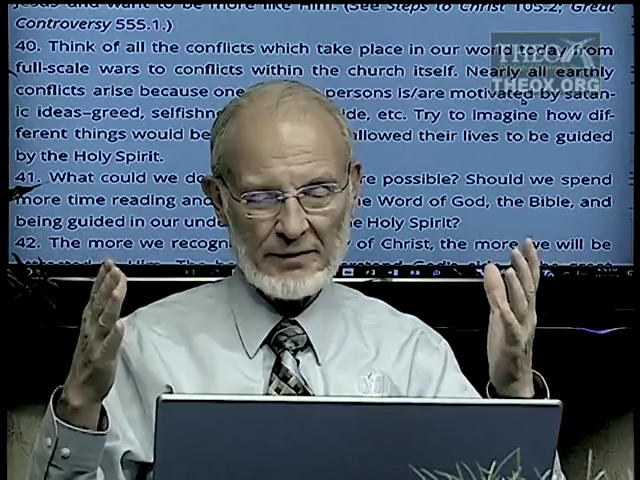 Jesus and want to be more like Him. (See Steps to Christ 105.2; Great
Controversy 555.1.)
40. Think of all the conflicts which take place in our world today from
full-scale wars to conflicts within the church itself. Nearly all earthly
conflicts arise because one persons is/are motivated by satan-
ic ideas–greed, selfishn de, etc. Try to imagine how dif-
ferent things would be allowed their lives to be guided
by the Holy Spirit.
41. What could we do re possible? Should we spend
more time reading and e Word of God, the Bible, and
being guided in our und Holy Spirit?
42. The more we recogn of Christ, the more we will be
THEOX
THEOX.ORG